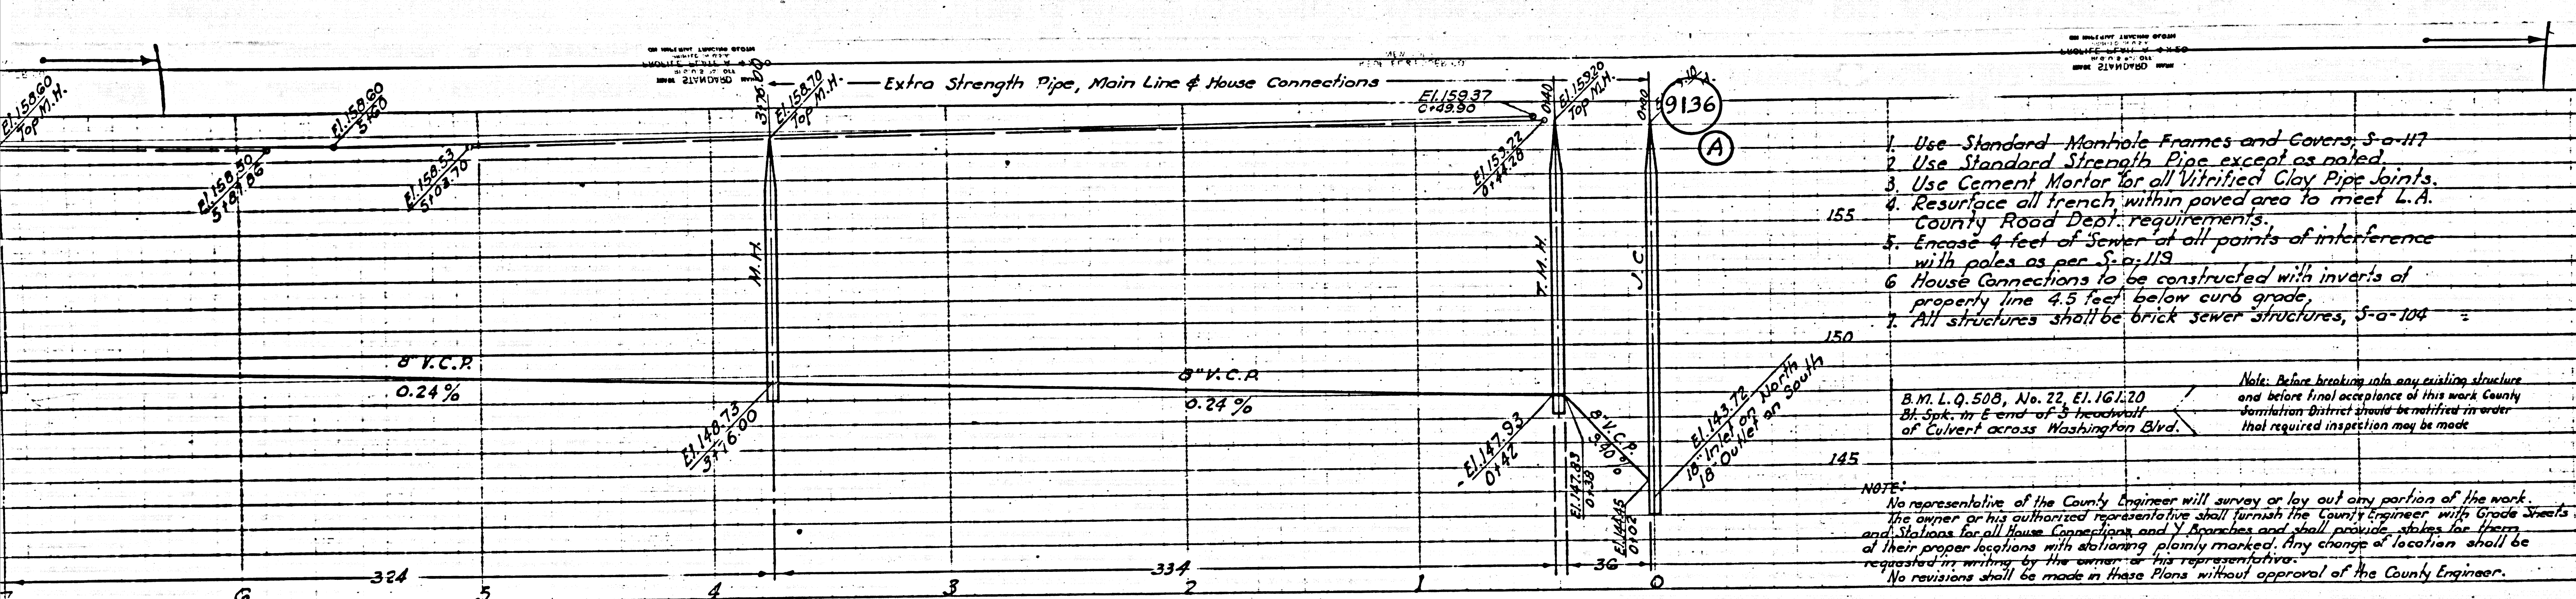 El.158.60
Top M.H.
El.158.60
5+60
El.158.50
5+87.86
El.158.53
5+03.70
3+76.00
El.158.70
Top M.H.
Extra Strength Pipe, Main Line & House Connections
El.159.37
0+49.90
0+40
El.159.20
Top M.H.
El.159.22
0+44.28
0+00
9136
A
M.H.
T.M.H.
J.C.
8" V.C.P.
0.24 %
8" V.C.P.
0.24 %
El.148.73
3+76.00
El.147.93
0+42
8" V.C.P.
El.147.83
0+38
El.144.45
0+02
El.143.72
18" Inlet on North
18" Outlet on South
155
150
145
1. Use Standard Manhole Frames and Covers, S-a-117
2 Use Standard Strength Pipe except as noted.
3. Use Cement Mortar for all Vitrified Clay Pipe Joints.
4. Resurface all trench within paved area to meet L.A.
County Road Dept. requirements.
5. Encase 4 feet of Sewer at all points of interference
with poles as per S-a-119
6 House Connections to be constructed with inverts at
property line 4.5 feet below curb grade.
7. All structures shall be brick sewer structures, S-a-104
B.M. L.Q. 508, No. 22, El. 161.20
Bt. Spk. in E end of S headwall
of Culvert across Washington Blvd.
Note: Before breaking into any existing structure
and before final acceptance of this work County
Sanitation District should be notified in order
that required inspection may be made
NOTE:
No representative of the County Engineer will survey or lay out any portion of the work.
The owner or his authorized representative shall furnish the County Engineer with Grade Sheets
and Stations for all House Connections and Y Branches and shall provide stakes for them
at their proper locations with stationing plainly marked. Any change of location shall be
requested in writing by the owner or his representative.
No revisions shall be made in these Plans without approval of the County Engineer.
324
334
36
6
5
4
3
2
1
0